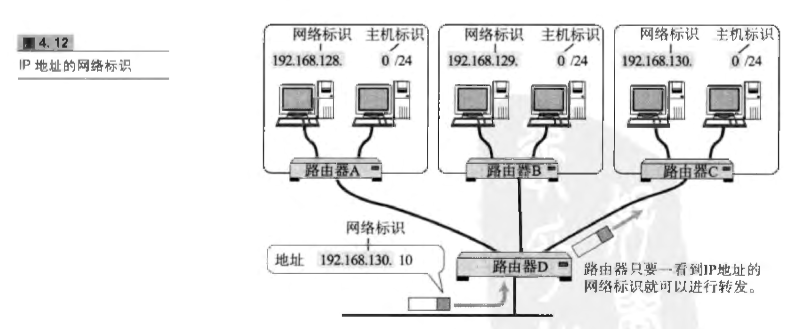 图 4.12
IP 地址的网络标识
网络标识 主机标识
192.168.128. 0 /24
路由器A
网络标识 主机标识
192.168.129. 0 /24
路由器B
网络标识 主机标识
192.168.130. 0 /24
路由器C
网络标识
地址 192.168.130. 10
路由器D
路由器只要一看到IP地址的
网络标识就可以进行转发。